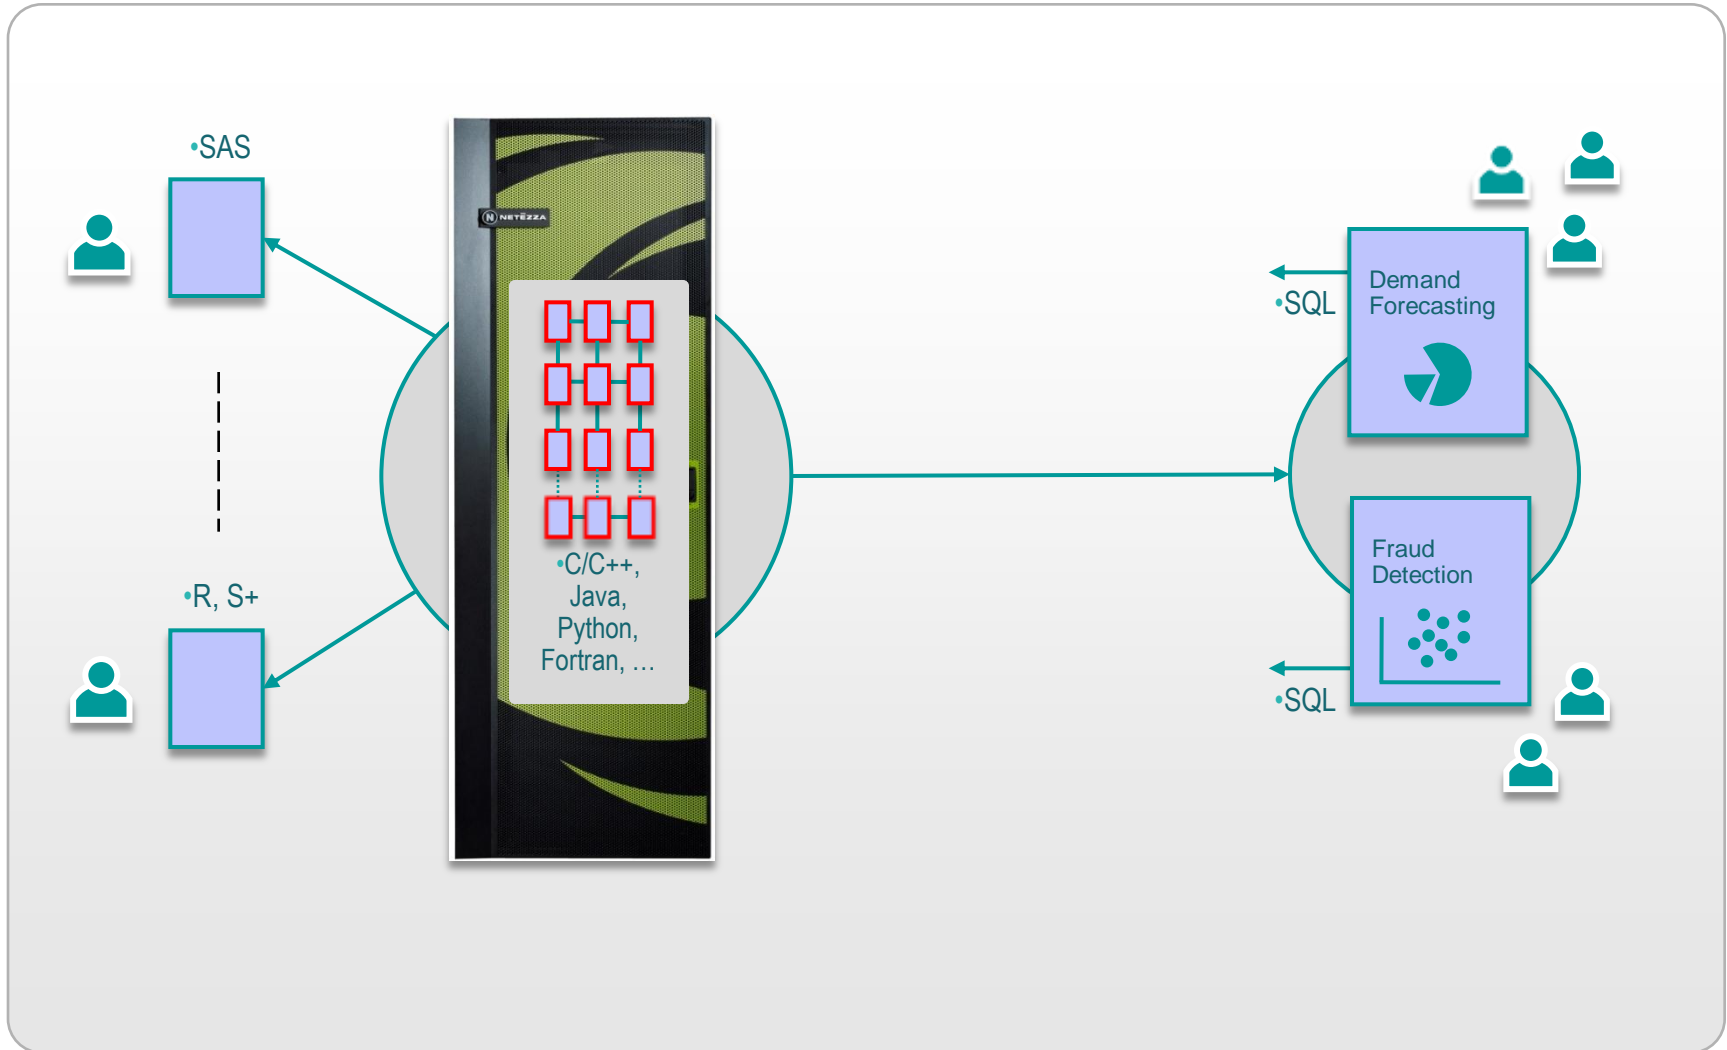 •SAS
NETEZZA
Demand
Forecasting
•SQL
•C/C++,
Java,
Python,
Fortran, ...
Fraud
Detection
•R, S+
•SQL